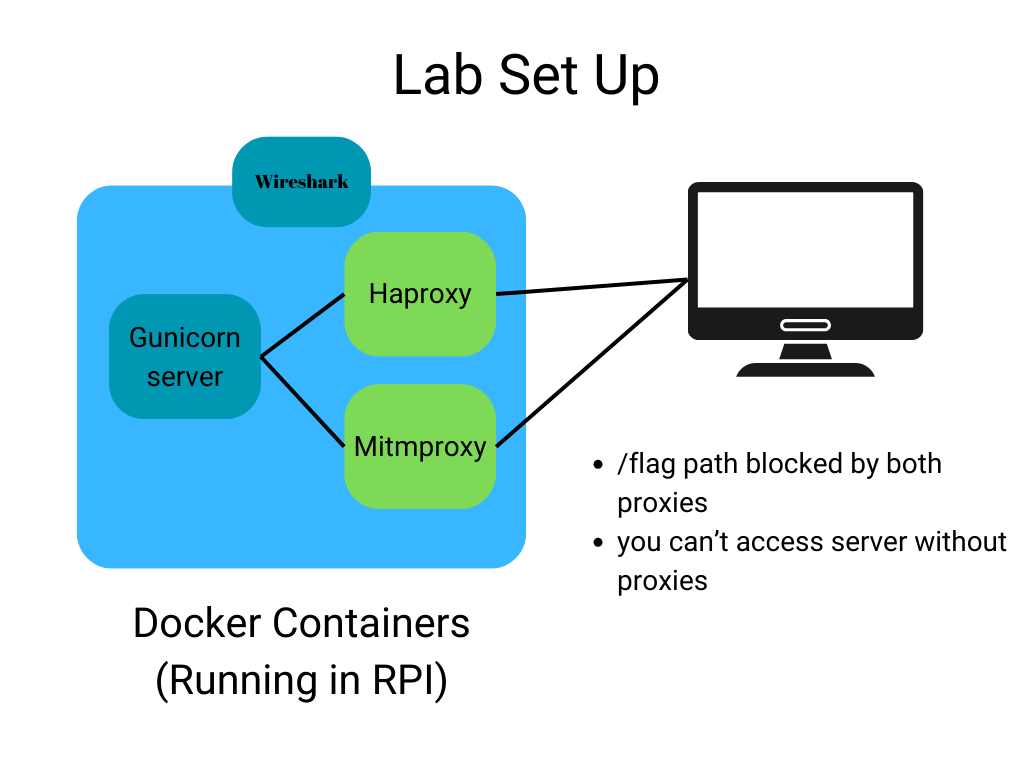 Lab Set Up
Wireshark
Haproxy
Gunicorn
server
Mitmproxy
• /flag path blocked by both
proxies
• you can’t access server without
proxies
Docker Containers
(Running in RPI)